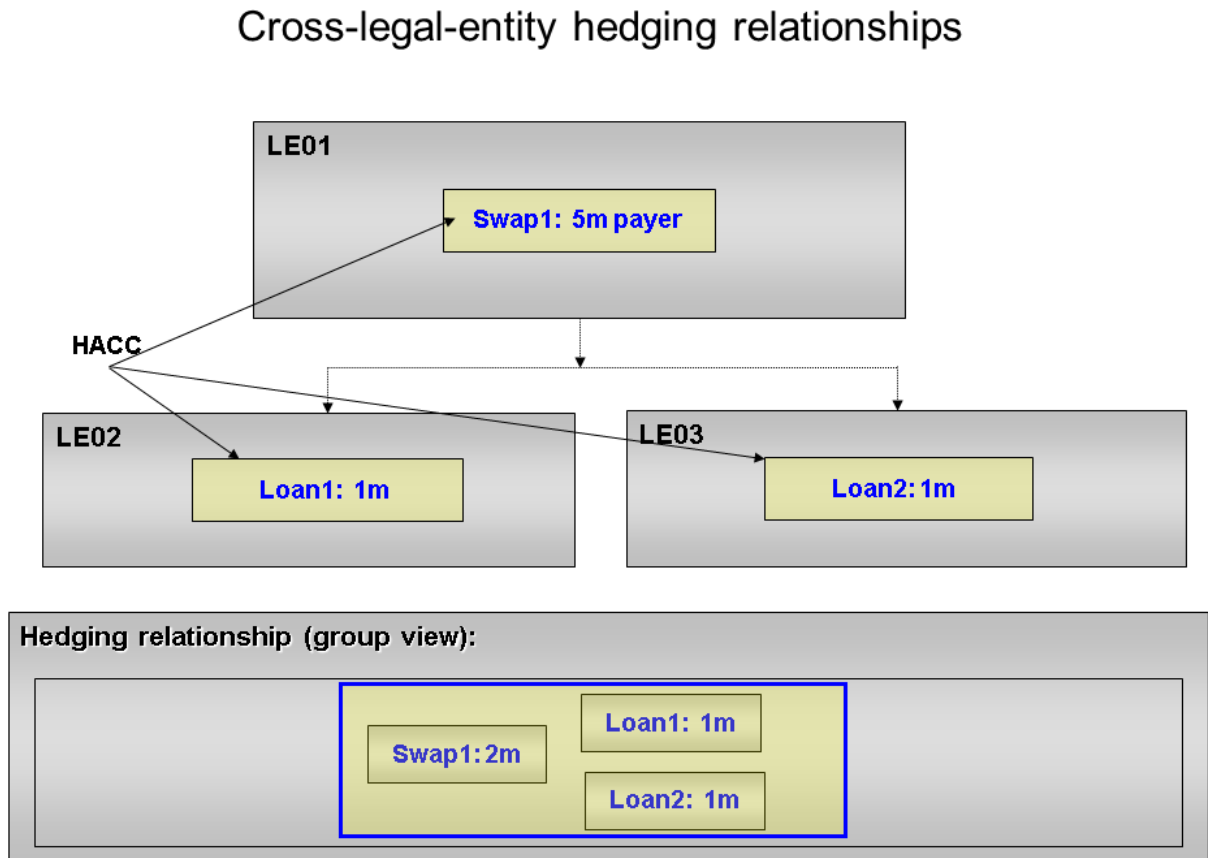 Cross-legal-entity hedging relationships
LE01
Swap1: 5m payer
HACC
LE02
Loan1: 1m
LE03
Loan2: 1m
Hedging relationship (group view):
Swap1: 2m
Loan1: 1m
Loan2: 1m